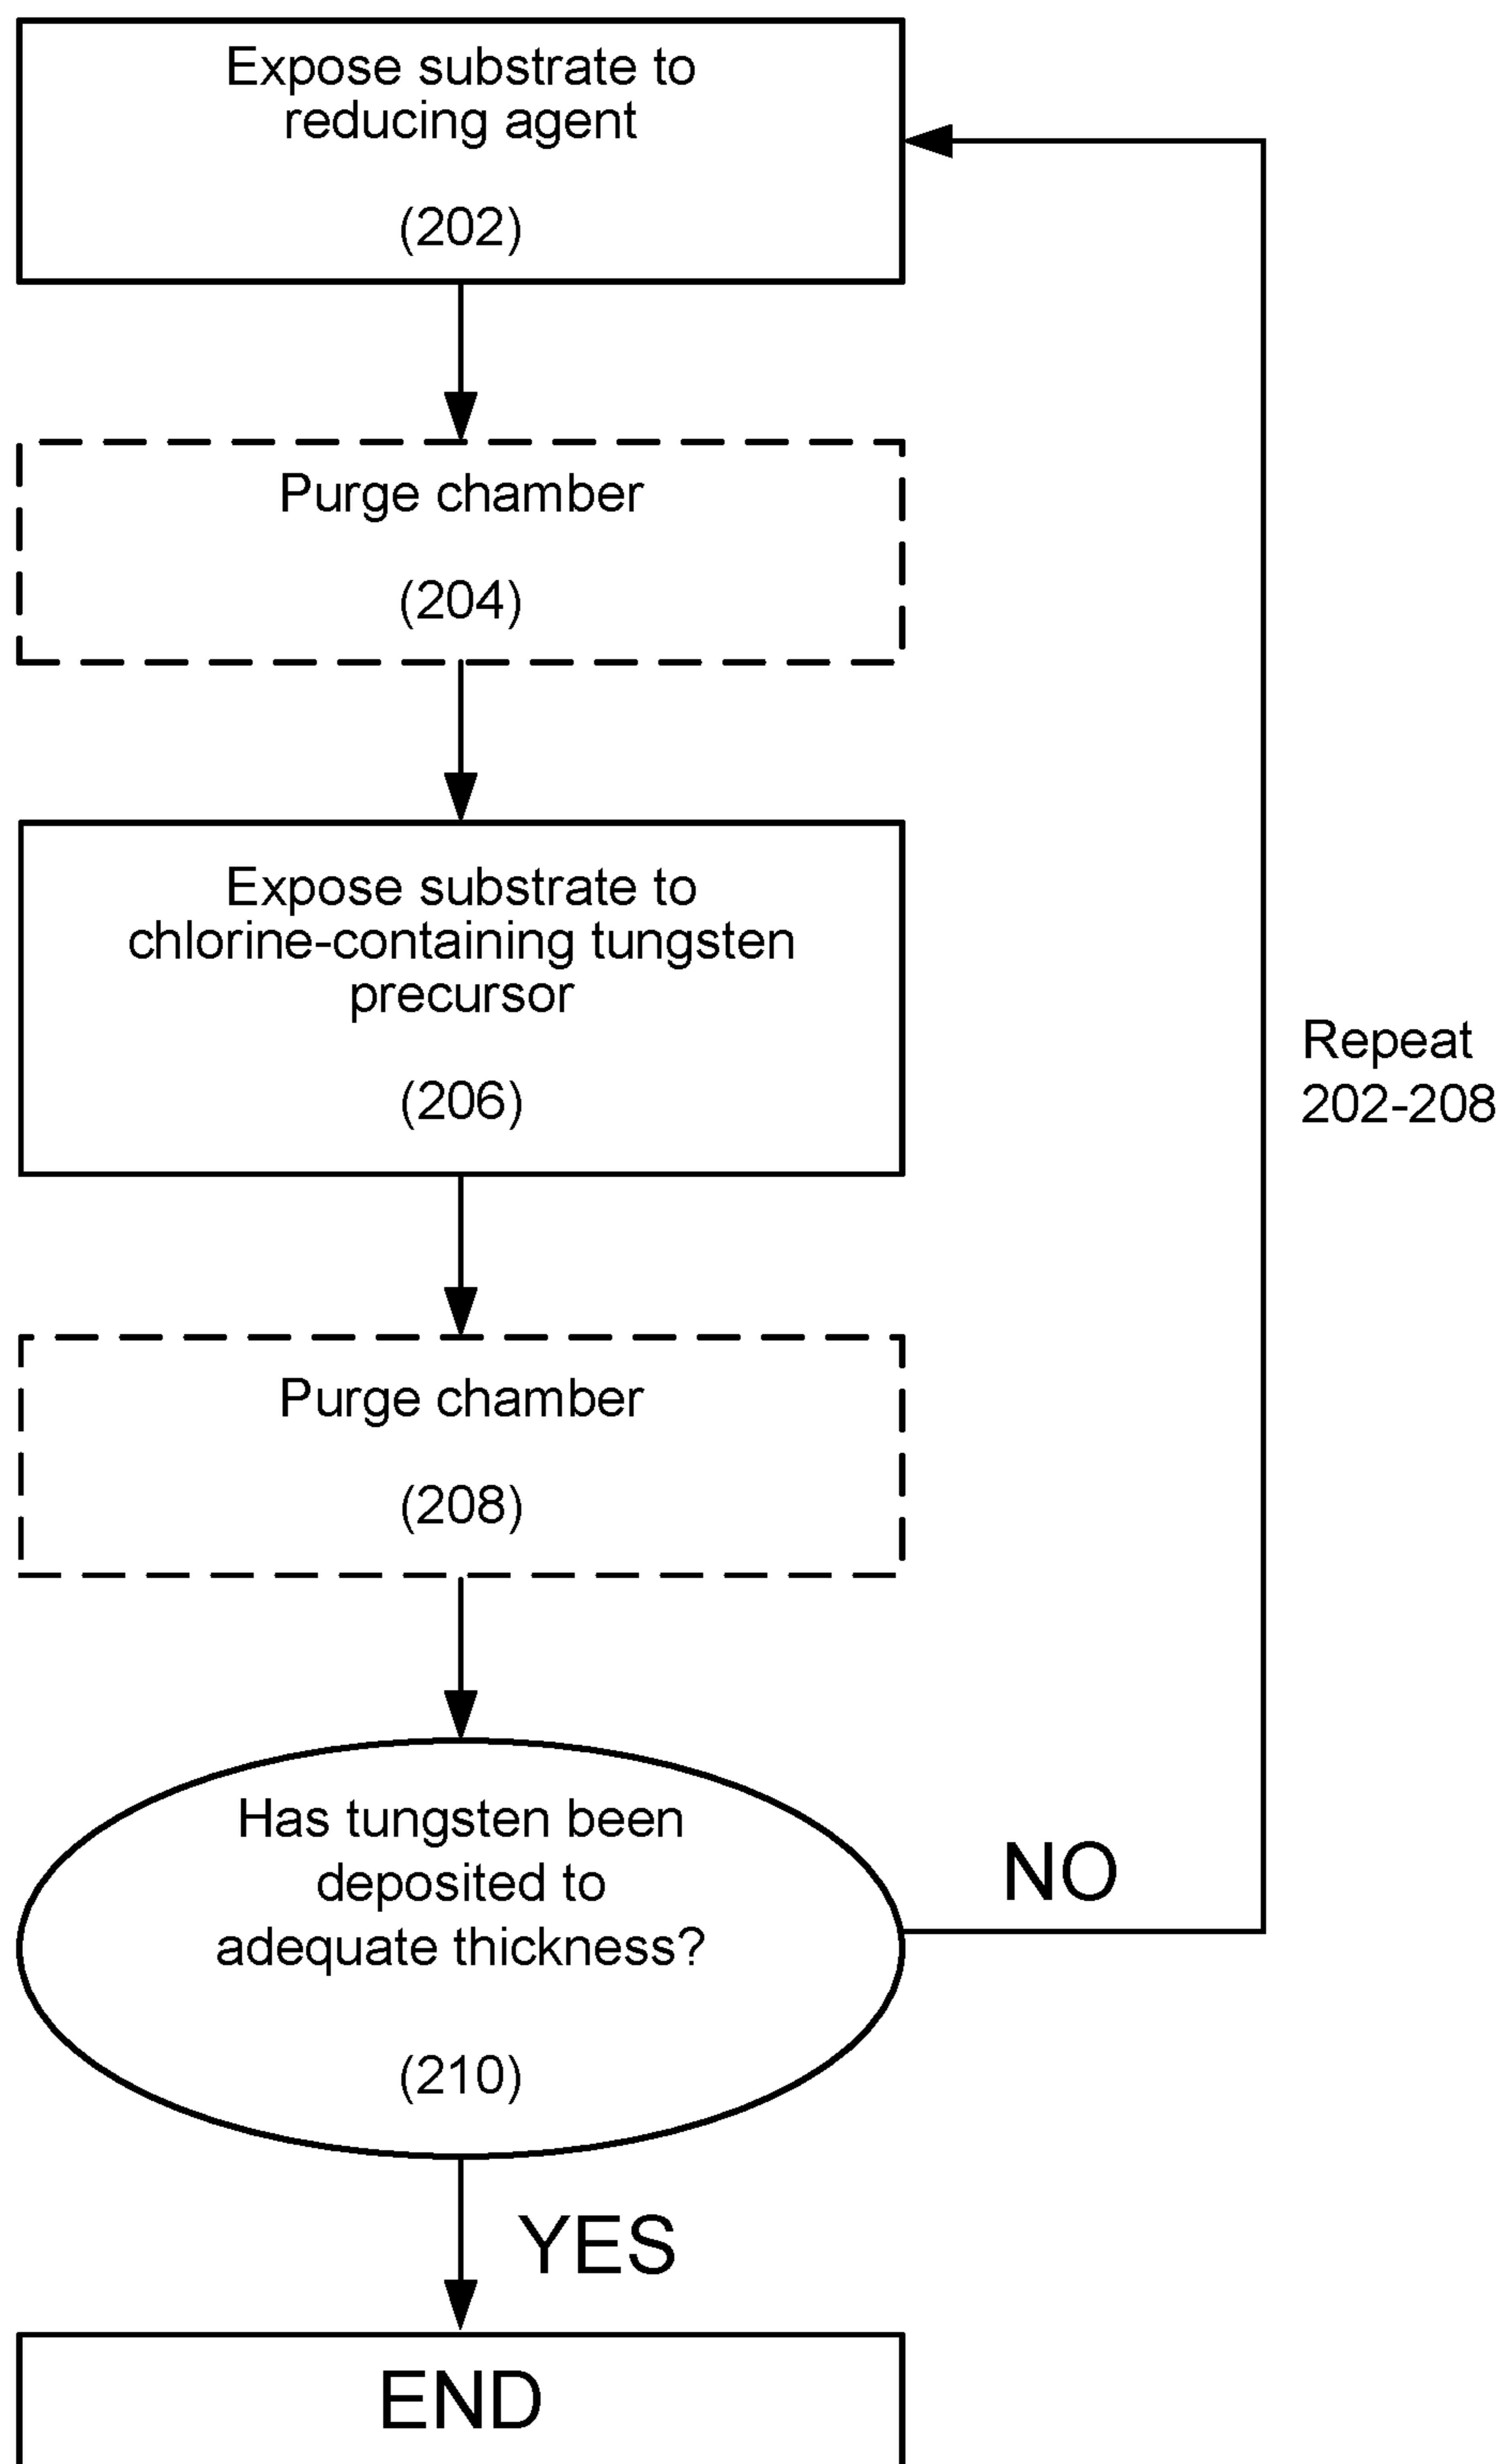 Expose substrate to
reducing agent
(202)
Purge chamber
(204)
Expose substrate to
chlorine-containing tungsten
precursor
(206)
Repeat
202-208
Purge chamber
(208)
Has tungsten been
deposited to
adequate thickness?
(210)
NO
YES
END